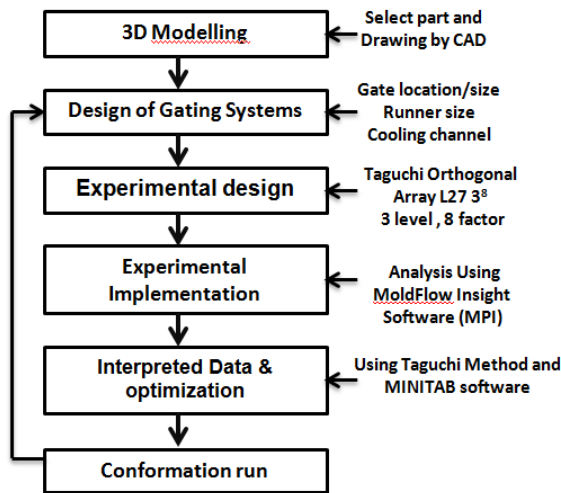 3D Modelling
Select part and
Drawing by CAD
Design of Gating Systems
Gate location/size
Runner size
Cooling channel
Experimental design
Taguchi Orthogonal
Array L27 3⁸
3 level , 8 factor
Experimental
Implementation
Analysis Using
MoldFlow Insight
Software (MPI)
Interpreted Data &
optimization
Using Taguchi Method and
MINITAB software
Conformation run